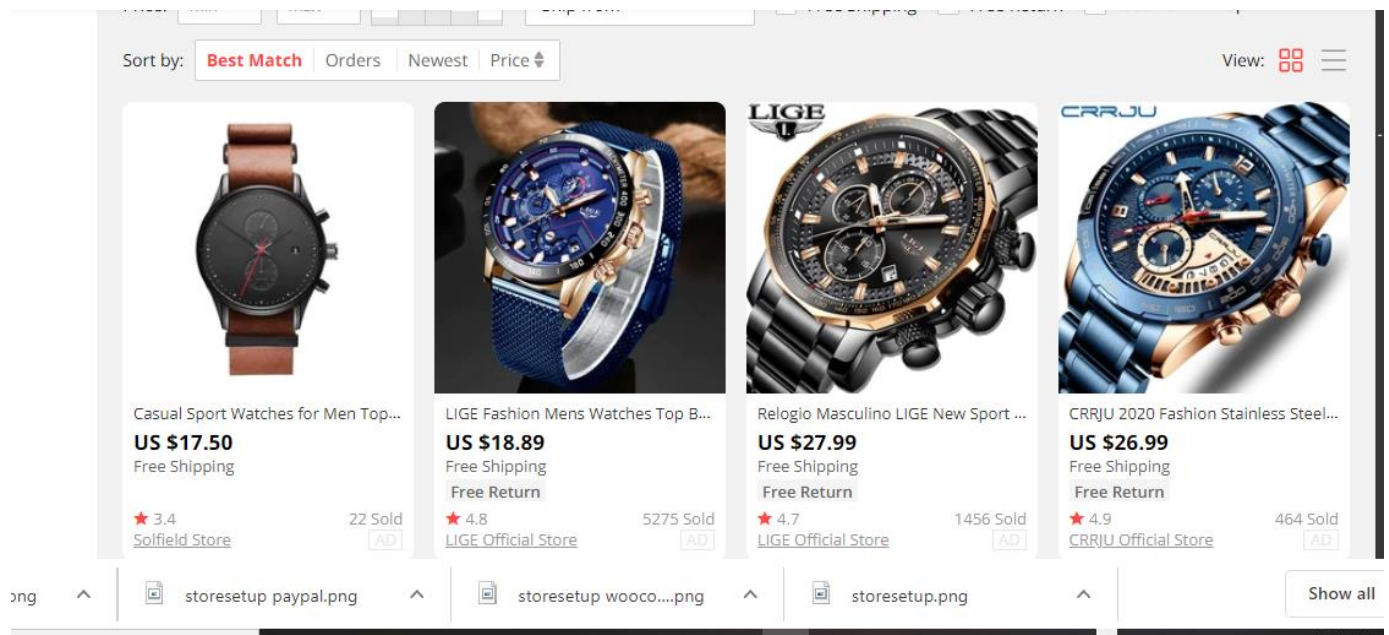 Sort by: Best Match Orders Newest Price View:
LIGE
L
CRRJU
Casual Sport Watches for Men Top...
US $17.50
Free Shipping
★ 3.4 22 Sold
Solfield Store AD
LIGE Fashion Mens Watches Top B...
US $18.89
Free Shipping
Free Return
★ 4.8 5275 Sold
LIGE Official Store AD
Relogio Masculino LIGE New Sport ...
US $27.99
Free Shipping
Free Return
★ 4.7 1456 Sold
LIGE Official Store AD
CRRJU 2020 Fashion Stainless Steel...
US $26.99
Free Shipping
Free Return
★ 4.9 464 Sold
CRRJU Official Store AD
storesetup paypal.png storesetup wooco....png storesetup.png Show all